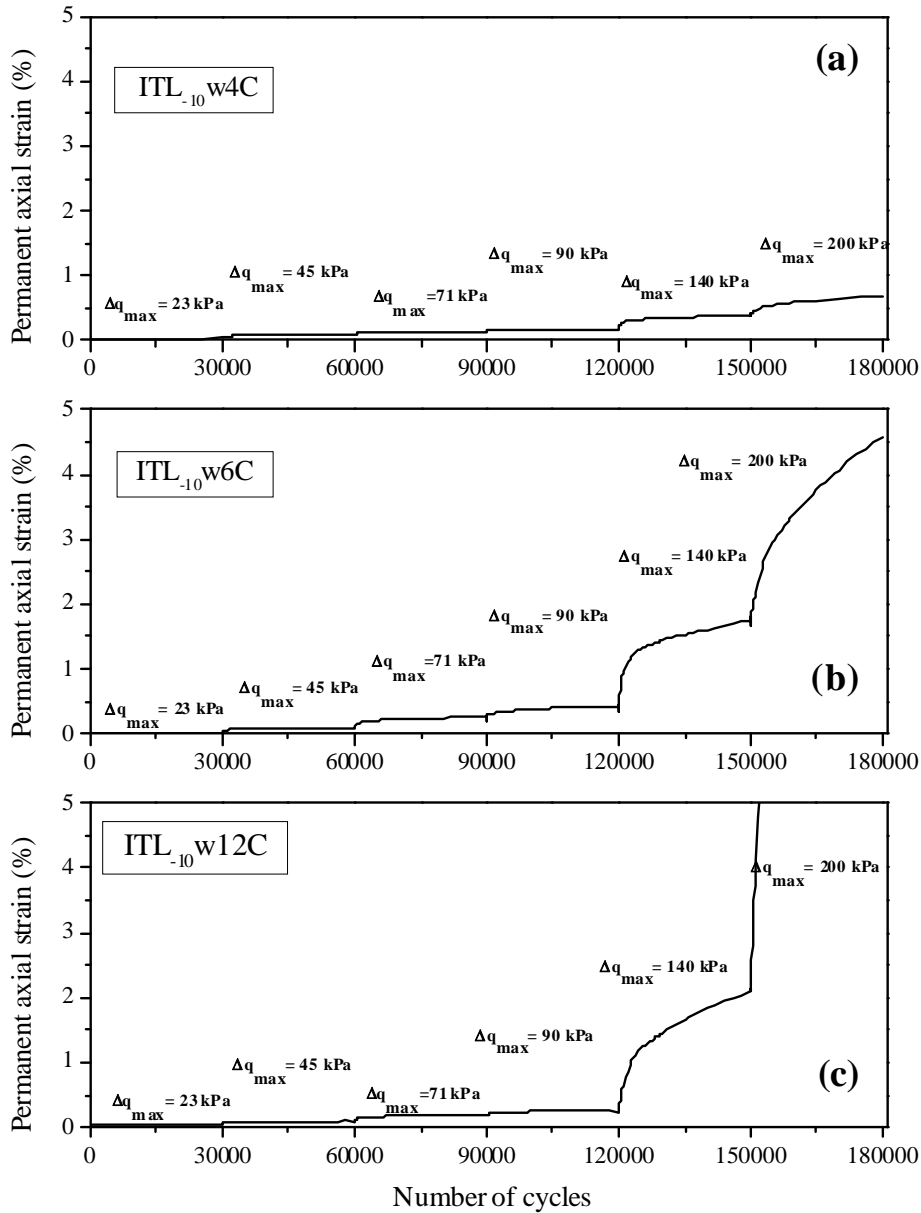 (a)
ITL-10w4C
Permanent axial strain (%)
5
4
3
2
1
0
Δqmax= 23 kPa
Δqmax= 45 kPa
Δqmax=71 kPa
Δqmax= 90 kPa
Δqmax= 140 kPa
Δqmax= 200 kPa
0 30000 60000 90000 120000 150000 180000
ITL-10w6C
Permanent axial strain (%)
5
4
3
2
1
0
Δqmax= 23 kPa
Δqmax= 45 kPa
Δqmax=71 kPa
Δqmax= 90 kPa
Δqmax= 140 kPa
Δqmax= 200 kPa
(b)
0 30000 60000 90000 120000 150000 180000
ITL-10w12C
Permanent axial strain (%)
5
4
3
2
1
0
Δqmax= 23 kPa
Δqmax= 45 kPa
Δqmax=71 kPa
Δqmax= 90 kPa
Δqmax= 140 kPa
Δqmax= 200 kPa
(c)
0 30000 60000 90000 120000 150000 180000
Number of cycles